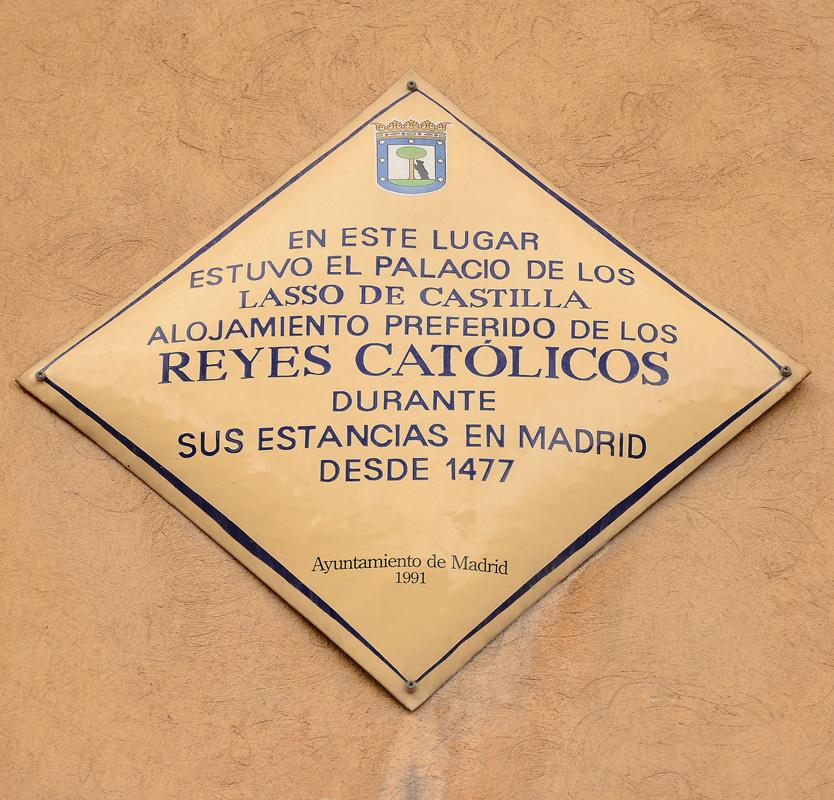 EN ESTE LUGAR
ESTUVO EL PALACIO DE LOS
LASSO DE CASTILLA
ALOJAMIENTO PREFERIDO DE LOS
REYES CATÓLICOS
DURANTE
SUS ESTANCIAS EN MADRID
DESDE 1477
Ayuntamiento de Madrid
1991